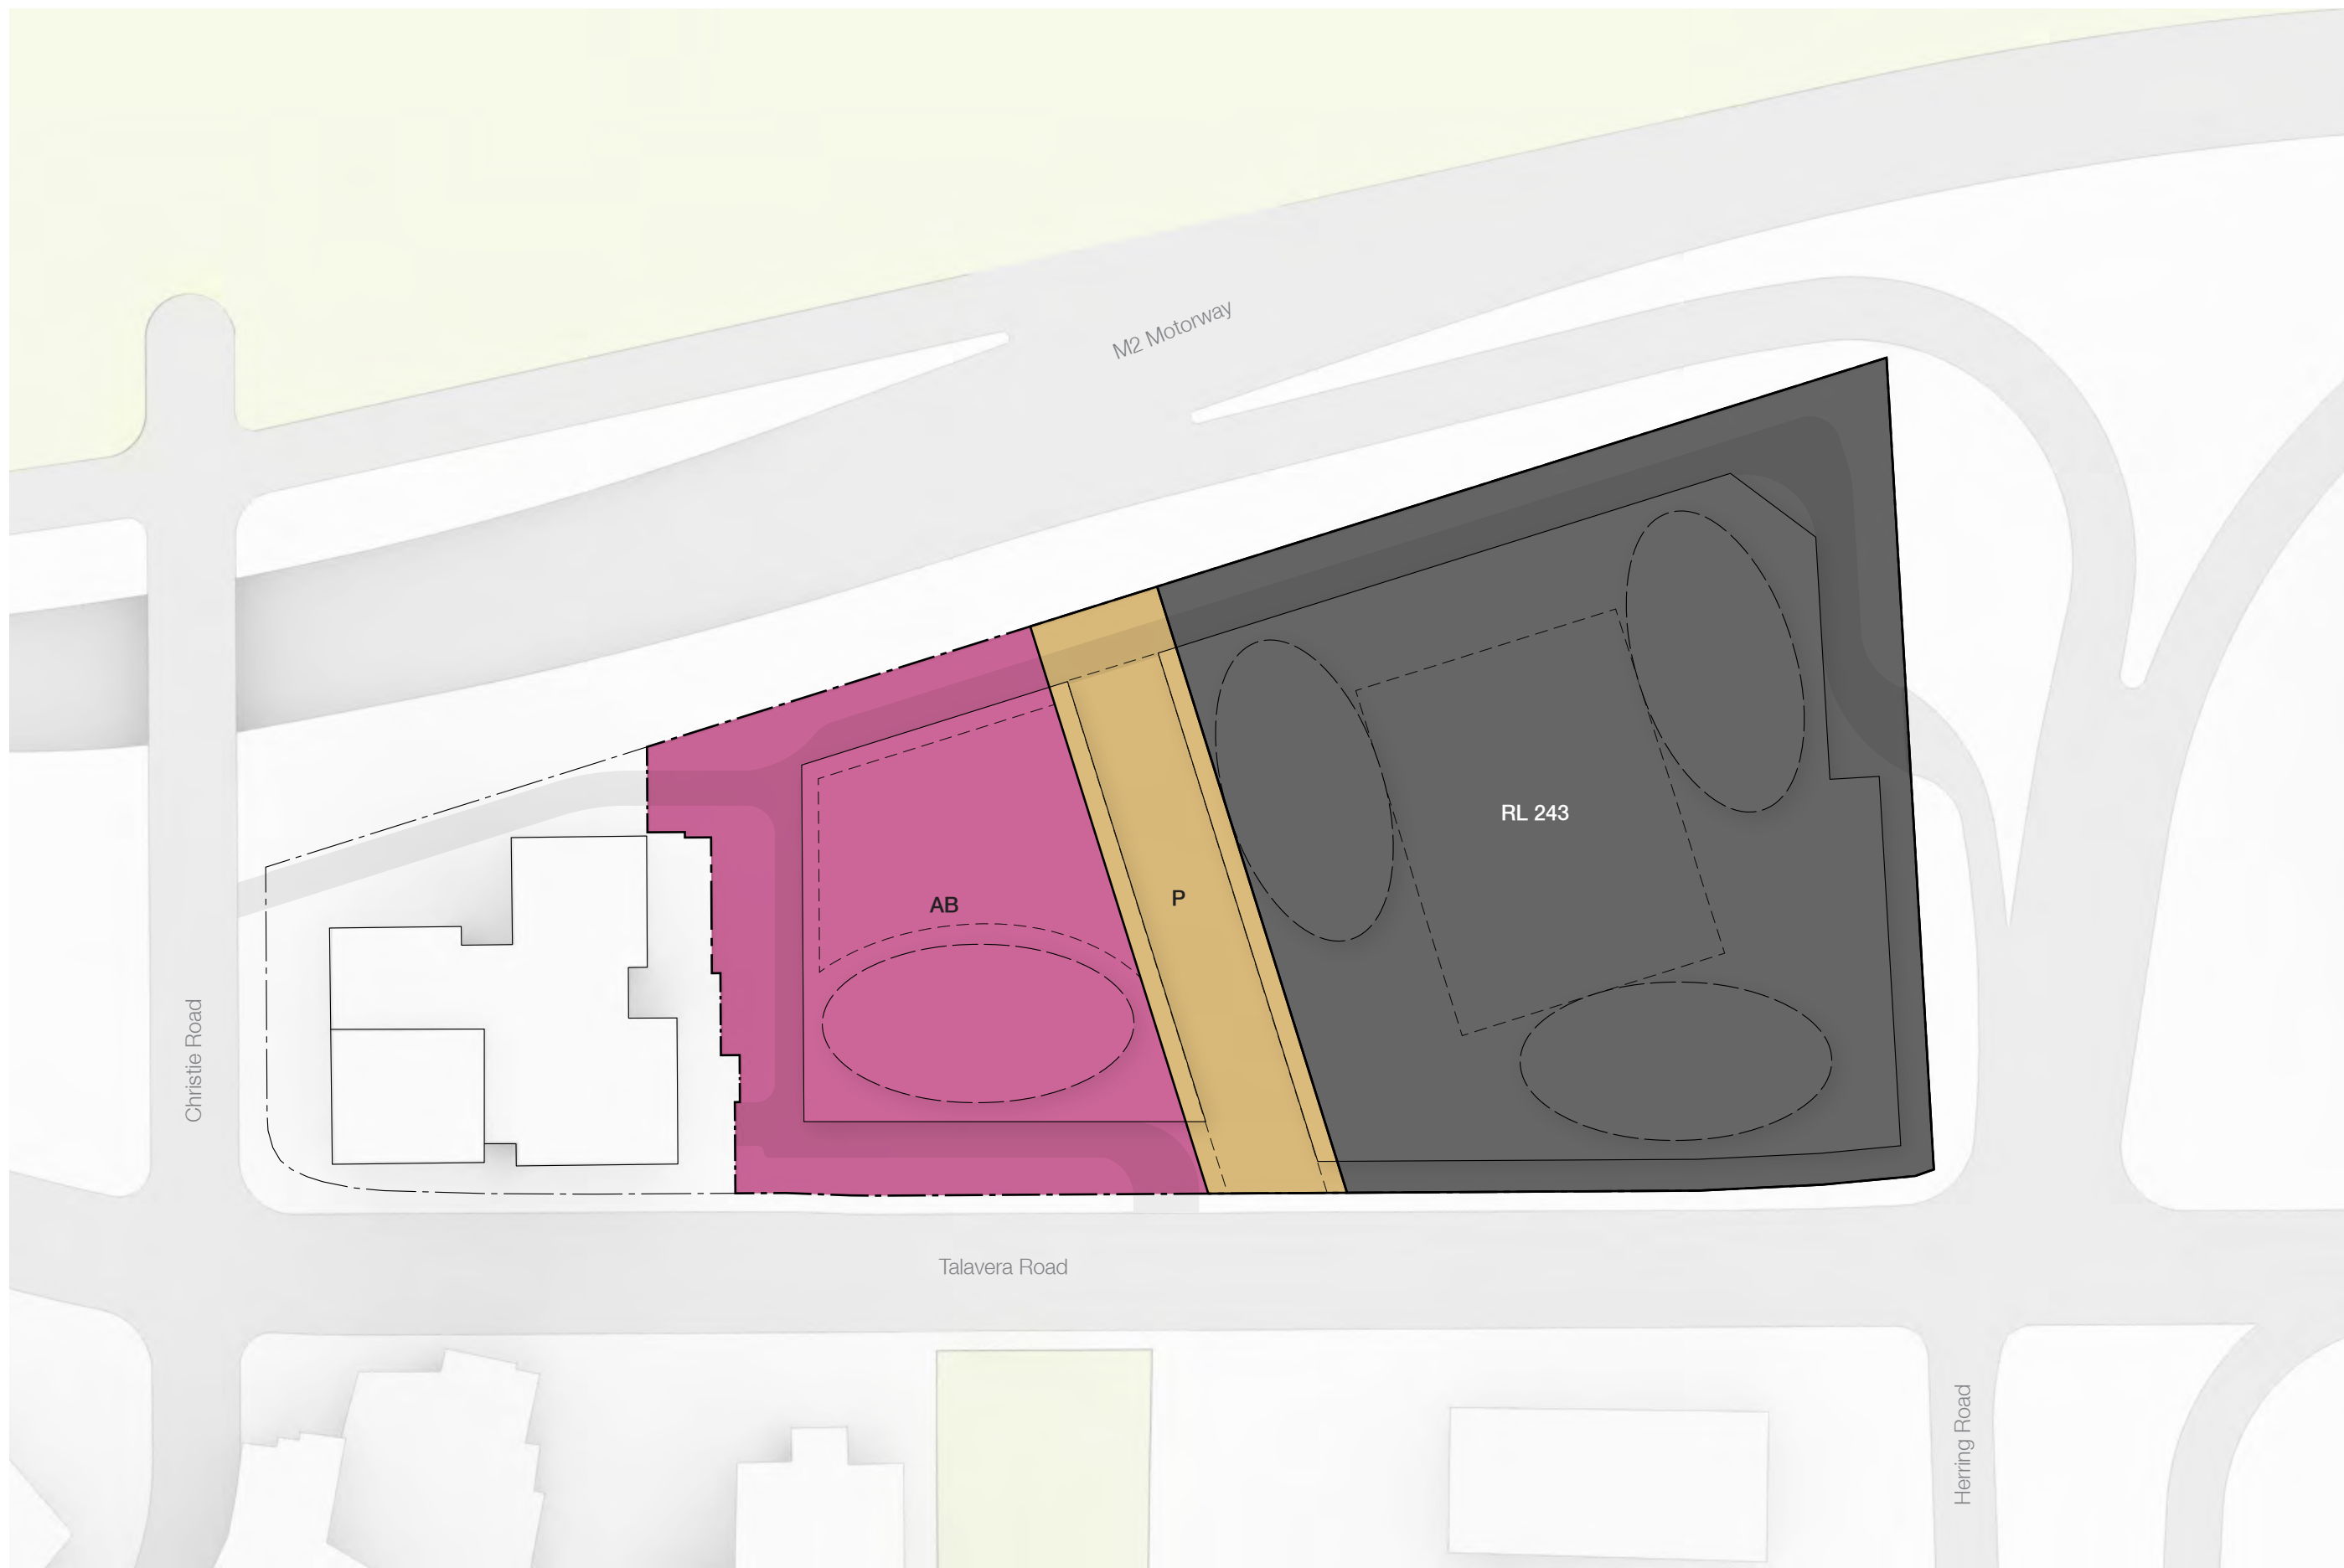 M2 Motorway
RL 243
AB
P
Christie Road
Talavera Road
Herring Road